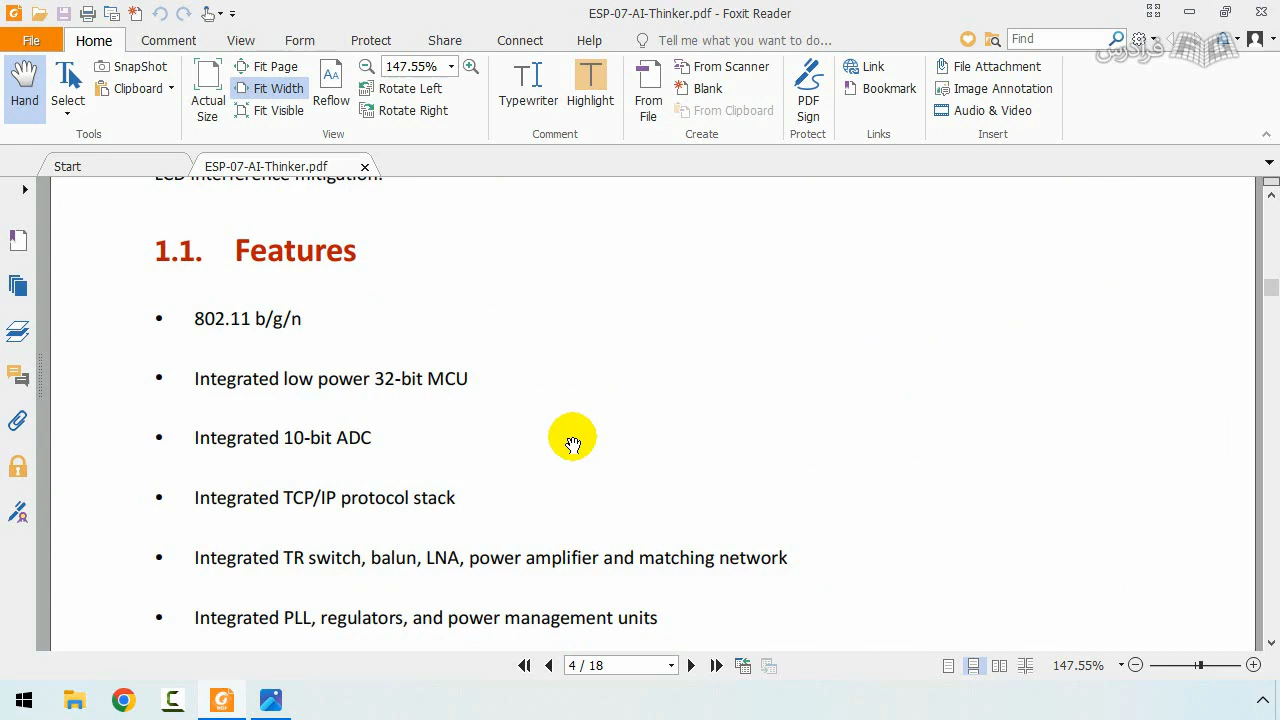 ESP-07-AI-Thinker.pdf - Foxit Reader
File
Home
Comment
View
Form
Protect
Share
Connect
Help
Tell me what you want to do...
Find
فرادرس
Hand
Select
SnapShot
Clipboard
Tools
Actual
Size
Fit Page
Fit Width
Fit Visible
Reflow
147.55%
Rotate Left
Rotate Right
View
Typewriter
Highlight
Comment
From
File
From Scanner
Blank
From Clipboard
Create
PDF
Sign
Protect
Link
Bookmark
Links
File Attachment
Image Annotation
Audio & Video
Insert
Start
ESP-07-AI-Thinker.pdf
LCD interference mitigation.
1.1. Features
• 802.11 b/g/n
• Integrated low power 32-bit MCU
• Integrated 10-bit ADC
• Integrated TCP/IP protocol stack
• Integrated TR switch, balun, LNA, power amplifier and matching network
• Integrated PLL, regulators, and power management units
4 / 18
147.55%